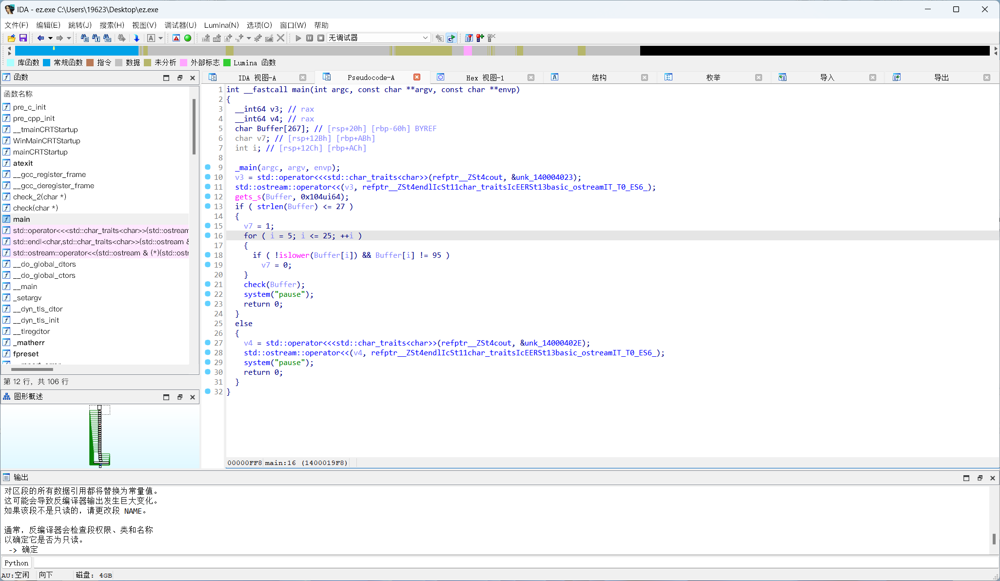 IDA - ez.exe C:\Users\19623\Desktop\ez.exe
文件(F) 编辑(E) 跳转(J) 搜索(H) 视图(V) 调试器(U) Lumina(N) 选项(O) 窗口(W) 帮助
无调试器
库函数 常规函数 指令 数据 未分析 外部标志 Lumina 函数
函数
函数名称
pre_c_init
pre_cpp_init
__tmainCRTStartup
WinMainCRTStartup
mainCRTStartup
atexit
__gcc_register_frame
__gcc_deregister_frame
check_2(char *)
check(char *)
main
std::operator<<<std::char_traits<char>>(std::ostream
std::endl<char,std::char_traits<char>>(std::ostream &
std::ostream::operator<<(std::ostream & (*)(std::ostr
__do_global_dtors
__do_global_ctors
__main
_setargv
__dyn_tls_dtor
__dyn_tls_init
__tlregdtor
_matherr
fpreset
第 12 行，共 106 行
图形概述
IDA 视图-A Pseudocode-A Hex 视图-1 结构 枚举 导入 导出
1 int __fastcall main(int argc, const char **argv, const char **envp)
2 {
3   __int64 v3; // rax
4   __int64 v4; // rax
5   char Buffer[267]; // [rsp+20h] [rbp-60h] BYREF
6   char v7; // [rsp+12Bh] [rbp+ABh]
7   int i; // [rsp+12Ch] [rbp+ACh]
8
9   _main(argc, argv, envp);
10   v3 = std::operator<<<std::char_traits<char>>(refptr__ZSt4cout, &unk_140004023);
11   std::ostream::operator<<(v3, refptr__ZSt4endlIcSt11char_traitsIcEERSt13basic_ostreamIT_T0_ES6_);
12   gets_s(Buffer, 0x104ui64);
13   if ( strlen(Buffer) <= 27 )
14   {
15     v7 = 1;
16     for ( i = 5; i <= 25; ++i )
17     {
18       if ( !islower(Buffer[i]) && Buffer[i] != 95 )
19         v7 = 0;
20     }
21     check(Buffer);
22     system("pause");
23     return 0;
24   }
25   else
26   {
27     v4 = std::operator<<<std::char_traits<char>>(refptr__ZSt4cout, &unk_14000402E);
28     std::ostream::operator<<(v4, refptr__ZSt4endlIcSt11char_traitsIcEERSt13basic_ostreamIT_T0_ES6_);
29     system("pause");
30     return 0;
31   }
32 }
00000FF8 main:16 (1400019F8)
输出
对区段的所有数据引用都将替换为常量值。
这可能会导致反编译器输出发生巨大变化。
如果该段不是只读的，请更改段 NAME。
通常，反编译器会检查段权限、类和名称
以确定它是否为只读。
-> 确定
Python
AU:空闲 向下 磁盘: 4GB